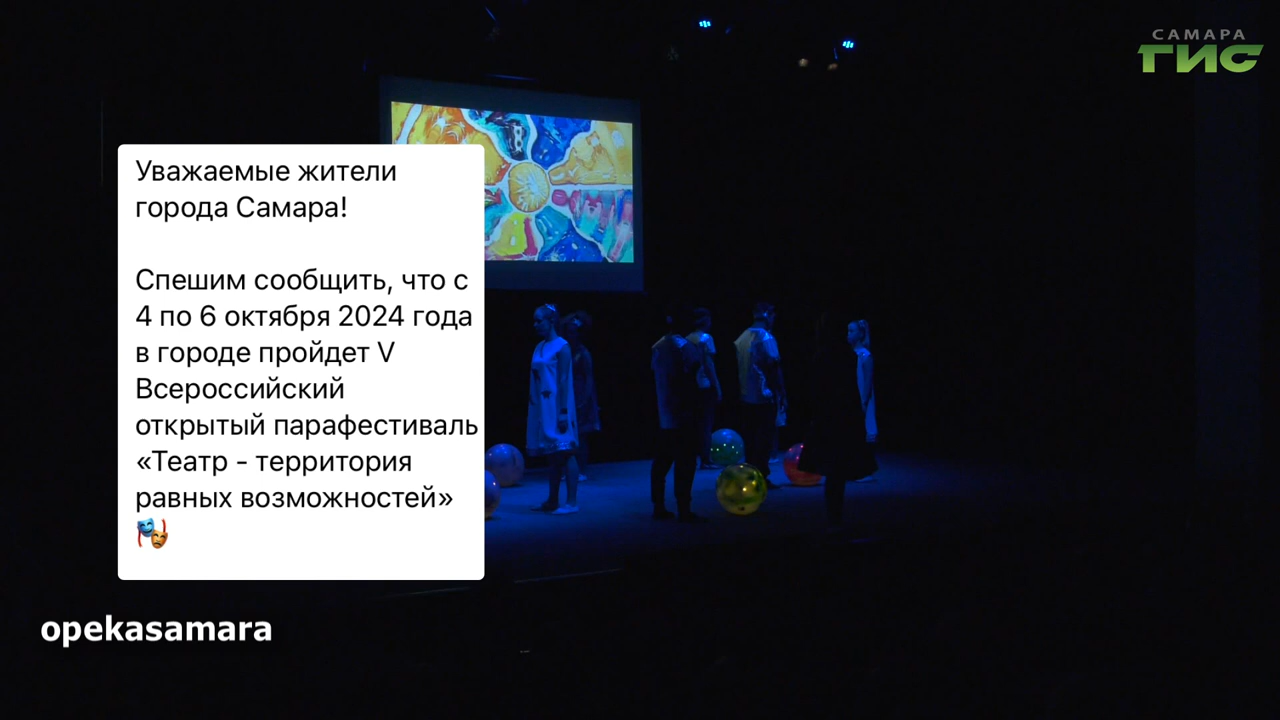 САМАРА
ГИС
Уважаемые жители
города Самара!
Спешим сообщить, что с
4 по 6 октября 2024 года
в городе пройдет V
Всероссийский
открытый парафестиваль
«Театр - территория
равных возможностей»
🎭
opekasamara